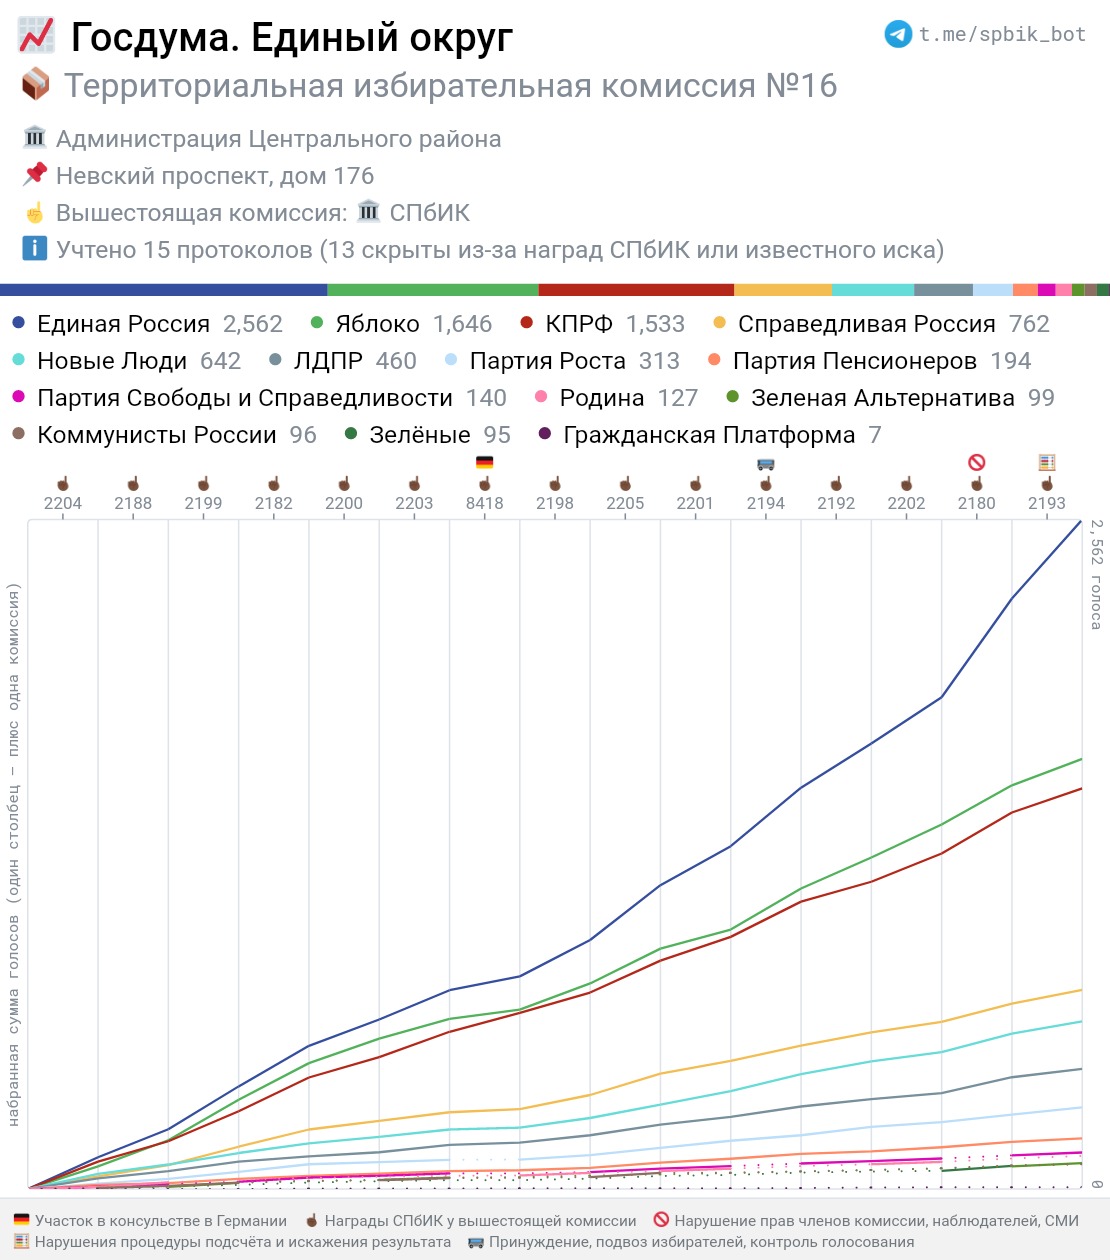 Госдума. Единый округ
t.me/spbik_bot
Территориальная избирательная комиссия №16
Администрация Центрального района
Невский проспект, дом 176
Вышестоящая комиссия: СПбИК
Учтено 15 протоколов (13 скрыты из-за наград СПбИК или известного иска)
Единая Россия 2,562 Яблоко 1,646 КПРФ 1,533 Справедливая Россия 762
Новые Люди 642 ЛДПР 460 Партия Роста 313 Партия Пенсионеров 194
Партия Свободы и Справедливости 140 Родина 127 Зеленая Альтернатива 99
Коммунисты России 96 Зелёные 95 Гражданская Платформа 7
2204 2188 2199 2182 2200 2203 8418 2198 2205 2201 2194 2192 2202 2180 2193
набранная сумма голосов (один столбец – плюс одна комиссия)
2,562 голоса
0
Участок в консульстве в Германии Награды СПбИК у вышестоящей комиссии Нарушение прав членов комиссии, наблюдателей, СМИ
Нарушения процедуры подсчёта и искажения результата Принуждение, подвоз избирателей, контроль голосования